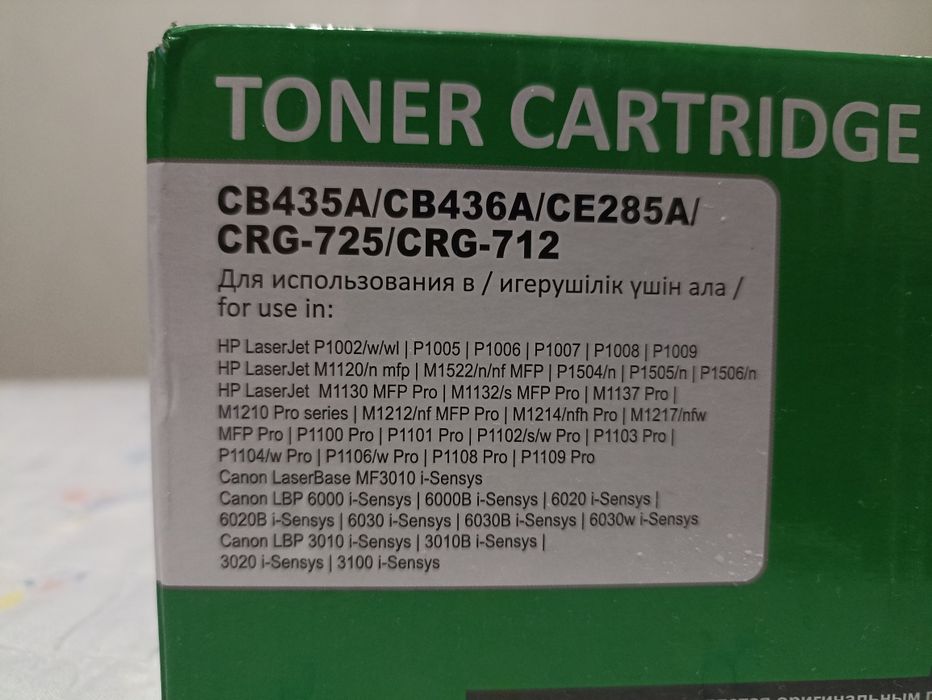 TONER CARTRIDGE
CB435A/CB436A/CE285A/
CRG-725/CRG-712
Для использования в / игерушілік үшін ала /
for use in:
HP LaserJet P1002/w/wl | P1005 | P1006 | P1007 | P1008 | P1009
HP LaserJet M1120/n mfp | M1522/n/nf MFP | P1504/n | P1505/n | P1506/n
HP LaserJet M1130 MFP Pro | M1132/s MFP Pro | M1137 Pro |
M1210 Pro series | M1212/nf MFP Pro | M1214/nfh Pro | M1217/nfw
MFP Pro | P1100 Pro | P1101 Pro | P1102/s/w Pro | P1103 Pro |
P1104/w Pro | P1106/w Pro | P1108 Pro | P1109 Pro
Canon LaserBase MF3010 i-Sensys
Canon LBP 6000 i-Sensys | 6000B i-Sensys | 6020 i-Sensys |
6020B i-Sensys | 6030 i-Sensys | 6030B i-Sensys | 6030w i-Sensys
Canon LBP 3010 i-Sensys | 3010B i-Sensys |
3020 i-Sensys | 3100 i-Sensys
оригинальным